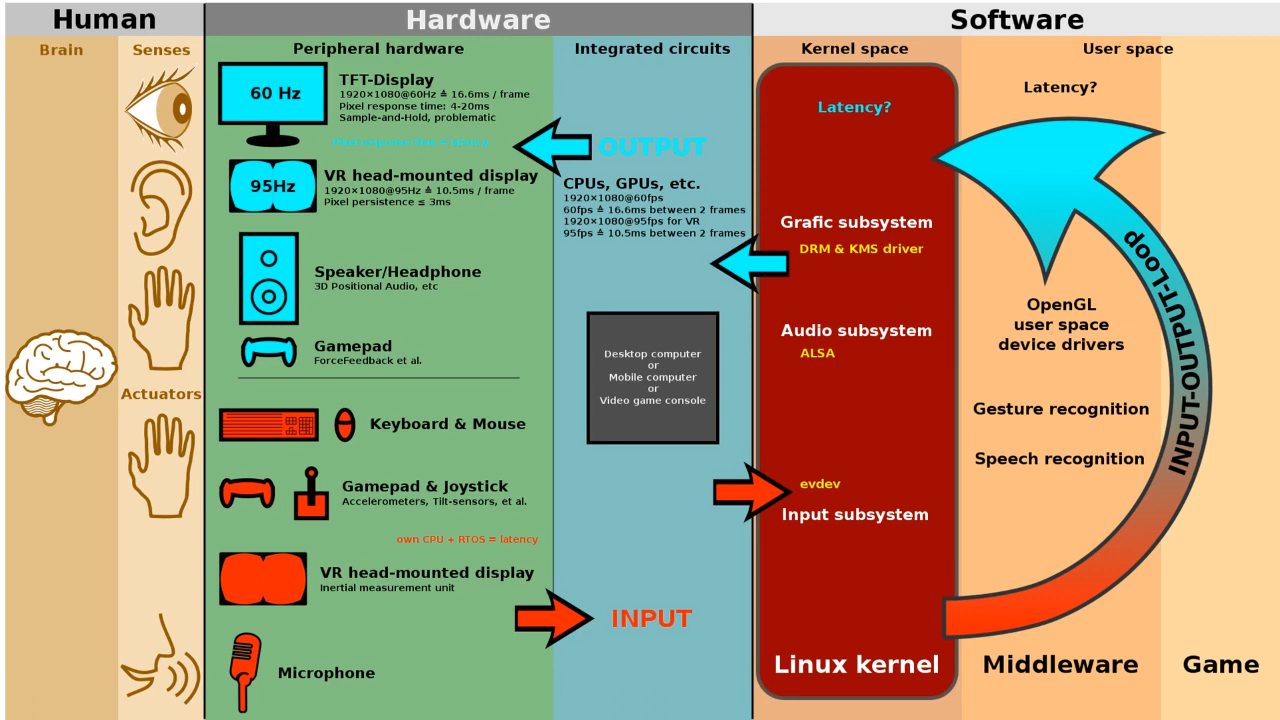 Human
Hardware
Software
Brain
Senses
Peripheral hardware
Integrated circuits
Kernel space
User space
60 Hz
TFT-Display
1920×1080@60Hz ≙ 16.6ms / frame
Pixel response time: 4-20ms
Sample-and-Hold, problematic
Pixel response time = latency
OUTPUT
95Hz
VR head-mounted display
1920×1080@95Hz ≙ 10.5ms / frame
Pixel persistence ≤ 3ms
CPUs, GPUs, etc.
1920×1080@60fps
60fps ≙ 16.6ms between 2 frames
1920×1080@95fps for VR
95fps ≙ 10.5ms between 2 frames
Speaker/Headphone
3D Positional Audio, etc
Gamepad
ForceFeedback et al.
Actuators
Keyboard & Mouse
Gamepad & Joystick
Accelerometers, Tilt-sensors, et al.
own CPU + RTOS = latency
VR head-mounted display
Inertial measurement unit
INPUT
Microphone
Desktop computer
or
Mobile computer
or
Video game console
Latency?
Grafic subsystem
DRM & KMS driver
Audio subsystem
ALSA
evdev
Input subsystem
Linux kernel
Latency?
OpenGL
user space
device drivers
Gesture recognition
Speech recognition
INPUT-OUTPUT-Loop
Middleware
Game